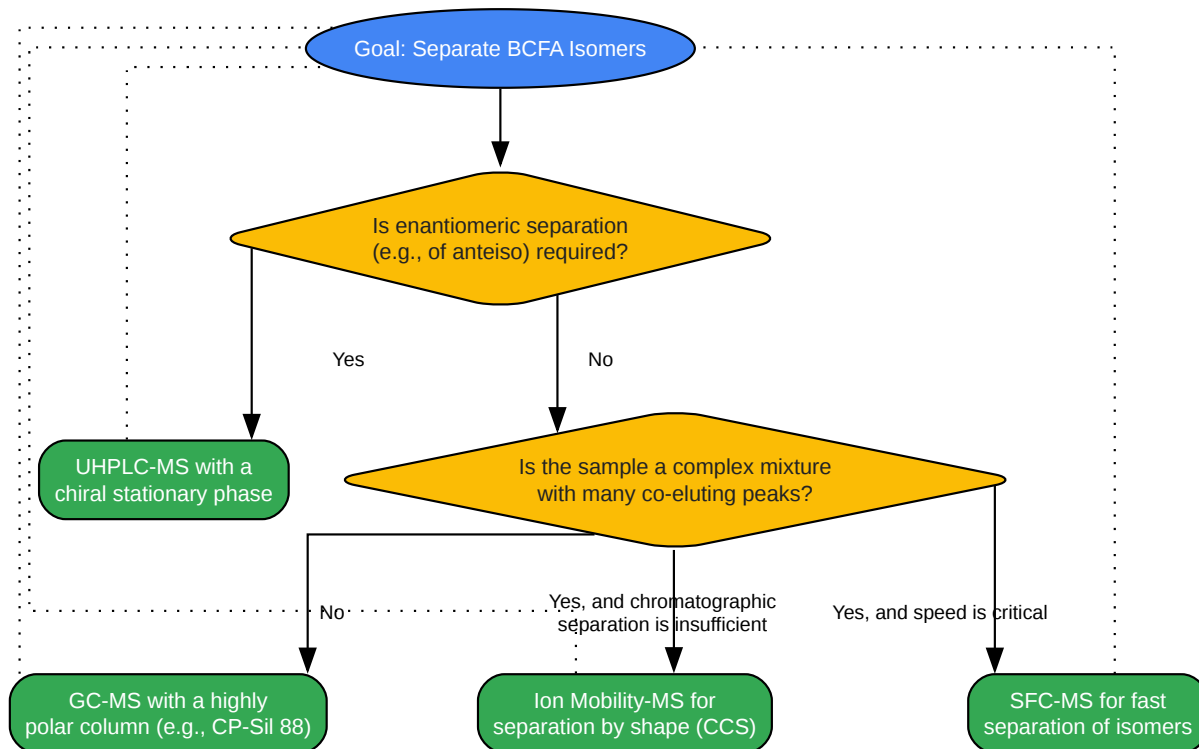 Goal: Separate BCFA Isomers
Is enantiomeric separation
(e.g., of anteiso) required?
Yes
No
UHPLC-MS with a
chiral stationary phase
Is the sample a complex mixture
with many co-eluting peaks?
No
Yes, and chromatographic
separation is insufficient
Yes, and speed is critical
GC-MS with a highly
polar column (e.g., CP-Sil 88)
Ion Mobility-MS for
separation by shape (CCS)
SFC-MS for fast
separation of isomers